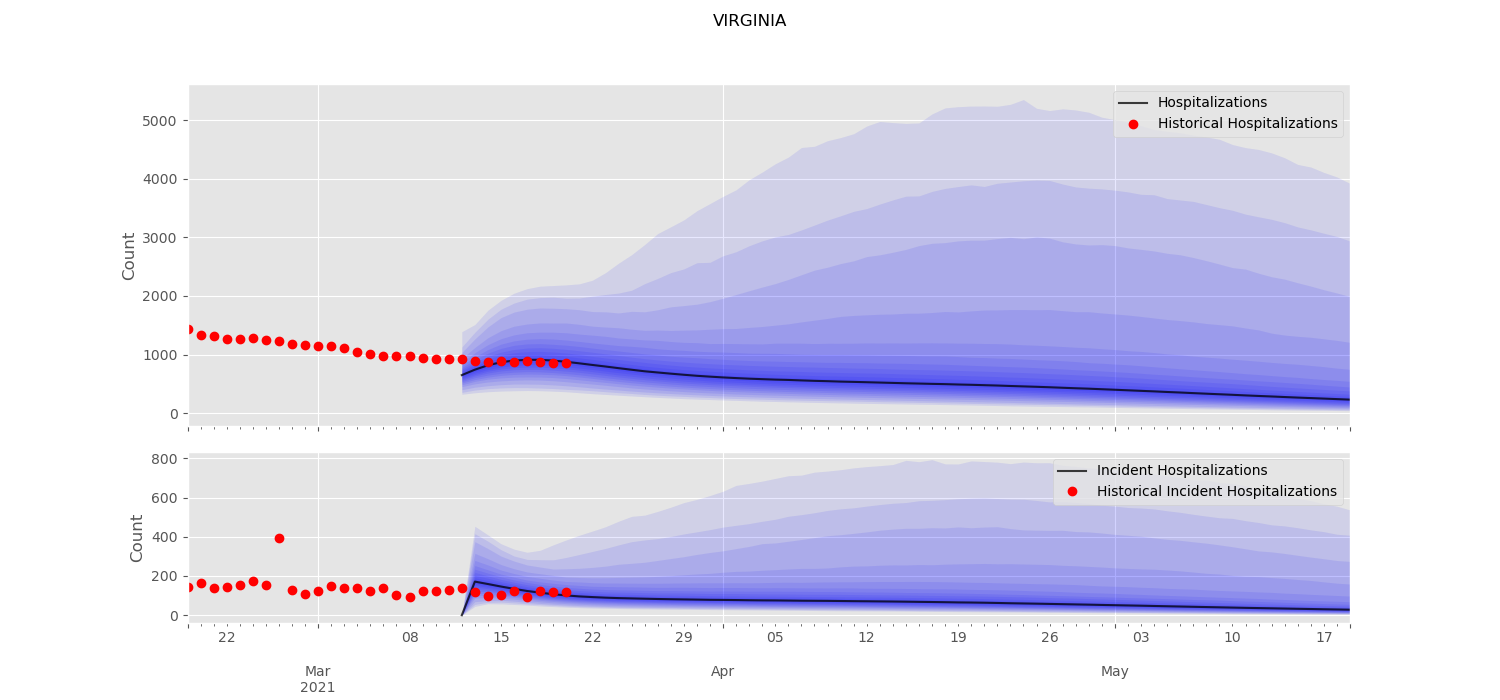 VIRGINIA
Hospitalizations
Historical Hospitalizations
Count
5000
4000
3000
2000
1000
0
Incident Hospitalizations
Historical Incident Hospitalizations
Count
800
600
400
200
0
22 08 15 22 29 05 12 19 26 03 10 17
Mar Apr May
2021